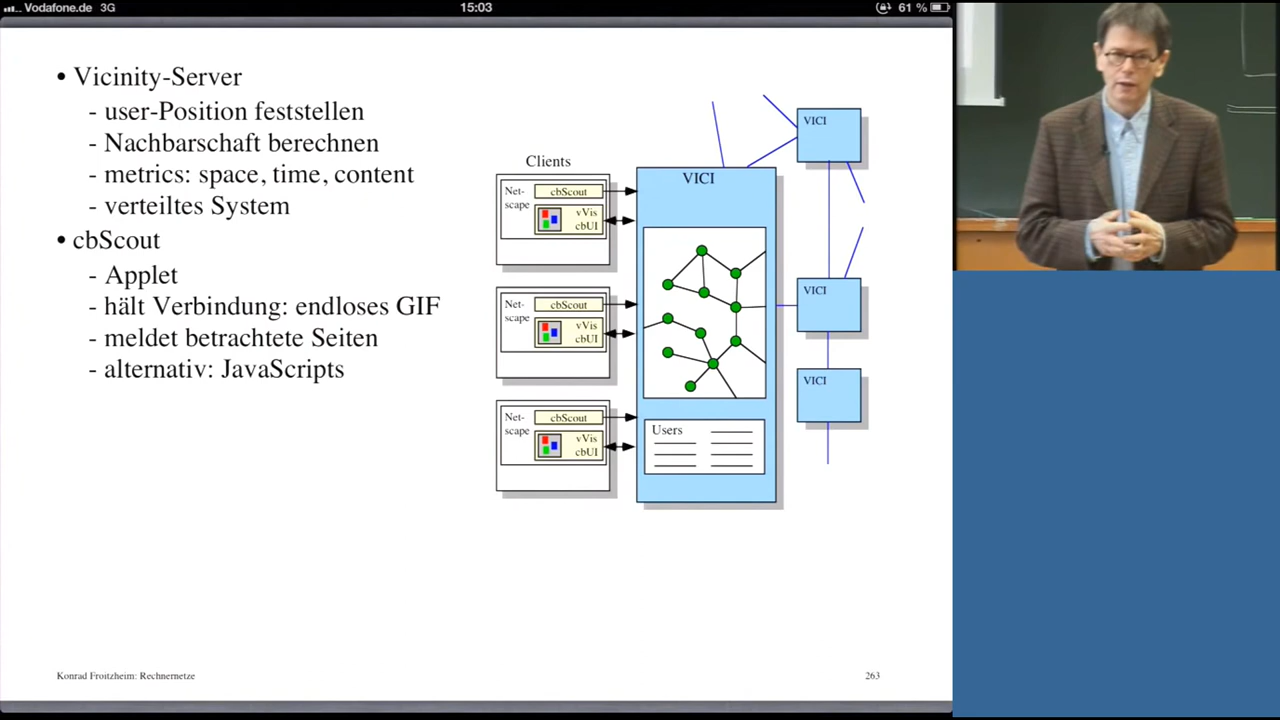 Vodafone.de 3G 15:03 61 %
• Vicinity-Server
- user-Position feststellen
- Nachbarschaft berechnen
- metrics: space, time, content
- verteiltes System
• cbScout
- Applet
- hält Verbindung: endloses GIF
- meldet betrachtete Seiten
- alternativ: JavaScripts
Clients
Net-
scape
cbScout
vVis
cbUI
Net-
scape
cbScout
vVis
cbUI
Net-
scape
cbScout
vVis
cbUI
VICI
Users
VICI
VICI
VICI
Konrad Froitzheim: Rechnernetze
263